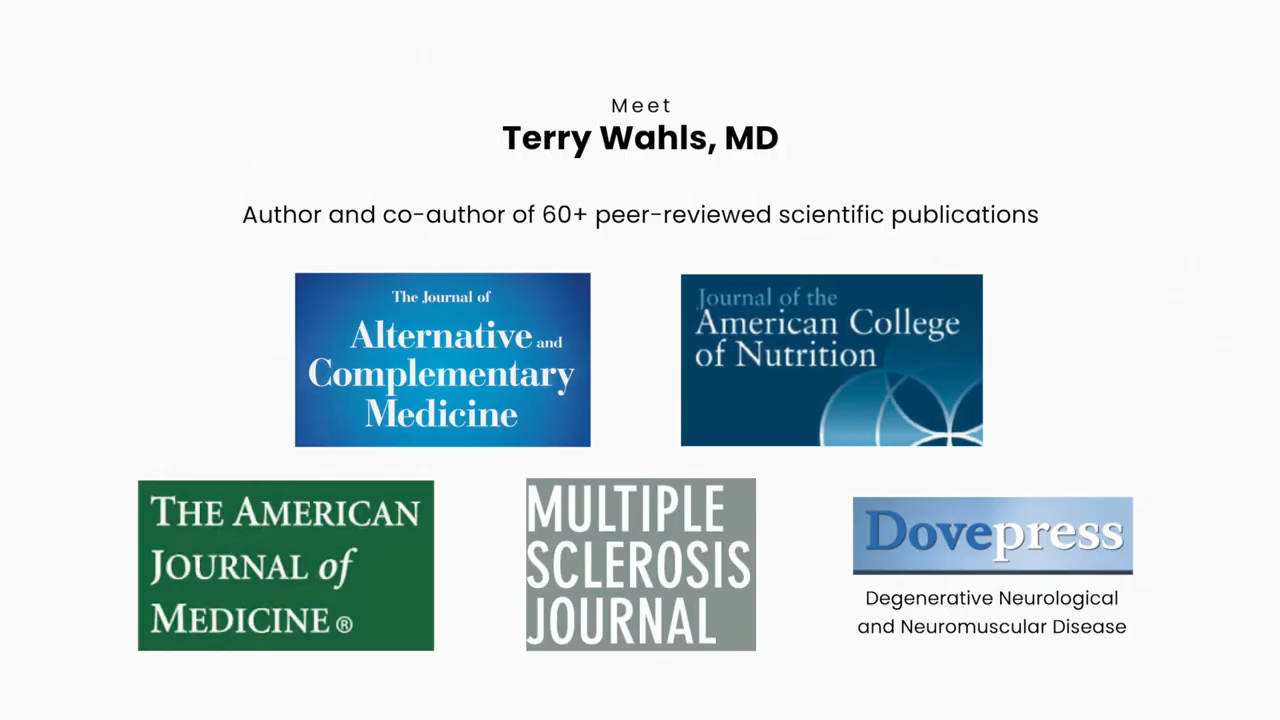 Meet
Terry Wahls, MD
Author and co-author of 60+ peer-reviewed scientific publications
The Journal of
Alternative and
Complementary
Medicine
Journal of the
American College
of Nutrition
THE AMERICAN
JOURNAL of
MEDICINE®
MULTIPLE
SCLEROSIS
JOURNAL
Dovepress
Degenerative Neurological
and Neuromuscular Disease